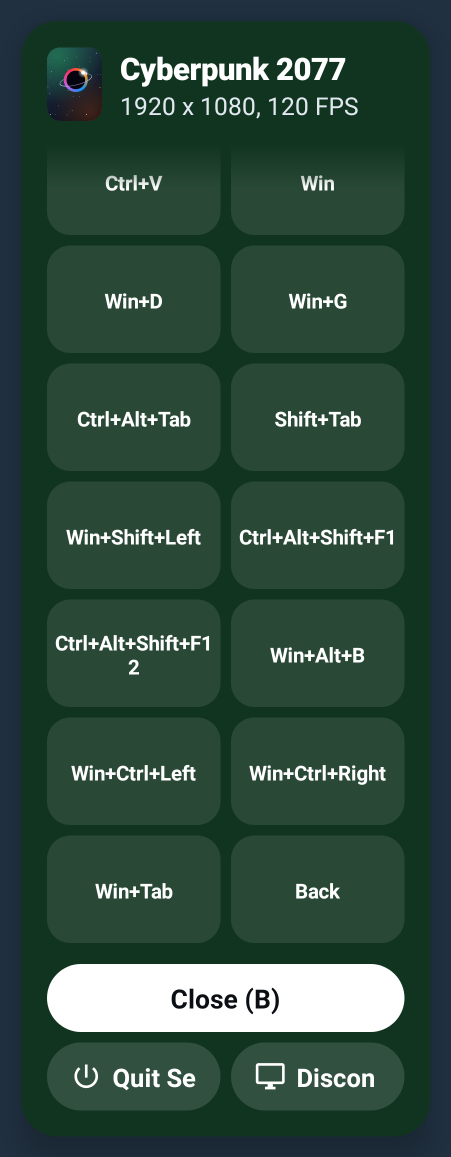 Cyberpunk 2077
1920 x 1080, 120 FPS
Ctrl+V
Win
Win+D
Win+G
Ctrl+Alt+Tab
Shift+Tab
Win+Shift+Left
Ctrl+Alt+Shift+F1
Ctrl+Alt+Shift+F1
2
Win+Alt+B
Win+Ctrl+Left
Win+Ctrl+Right
Win+Tab
Back
Close (B)
Quit Se
Discon